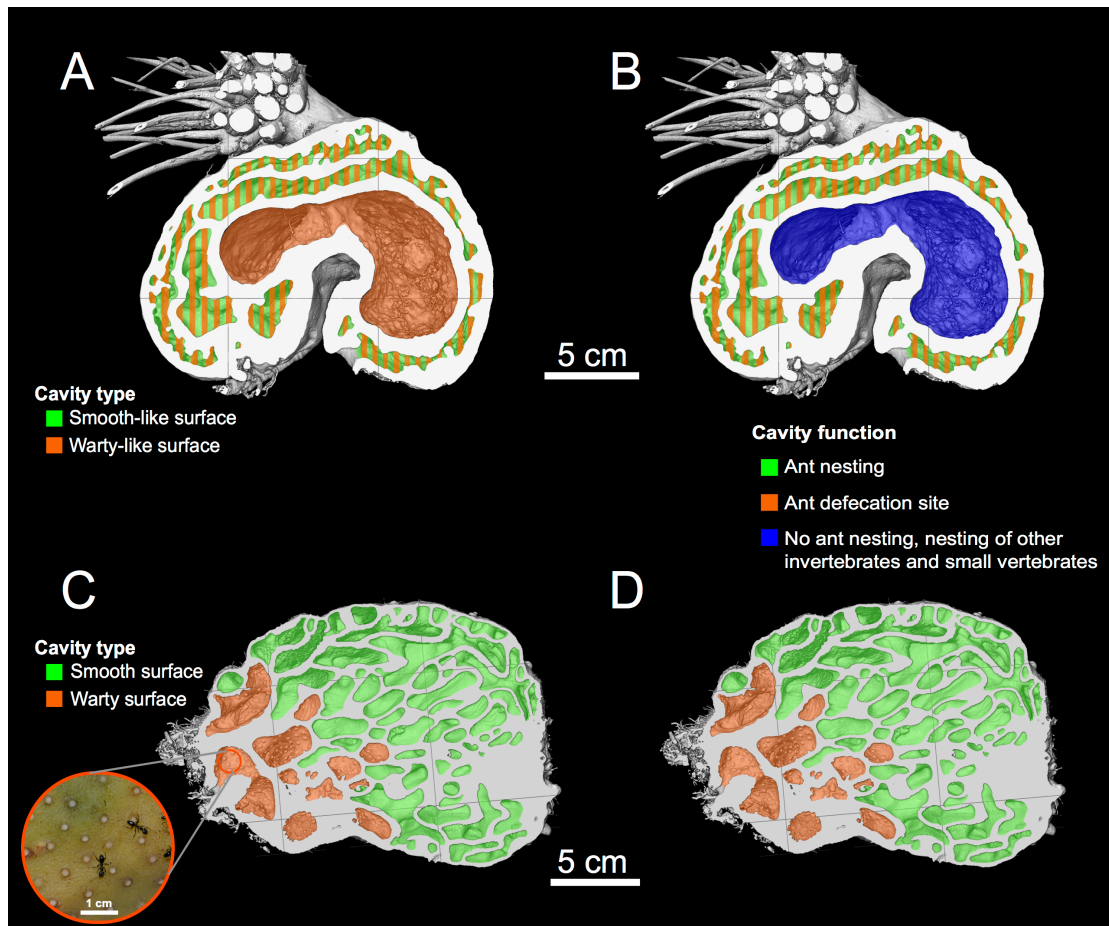 A
B
5 cm
Cavity type
Smooth-like surface
Warty-like surface
Cavity function
Ant nesting
Ant defecation site
No ant nesting, nesting of other
invertebrates and small vertebrates
C
D
Cavity type
Smooth surface
Warty surface
1 cm
5 cm